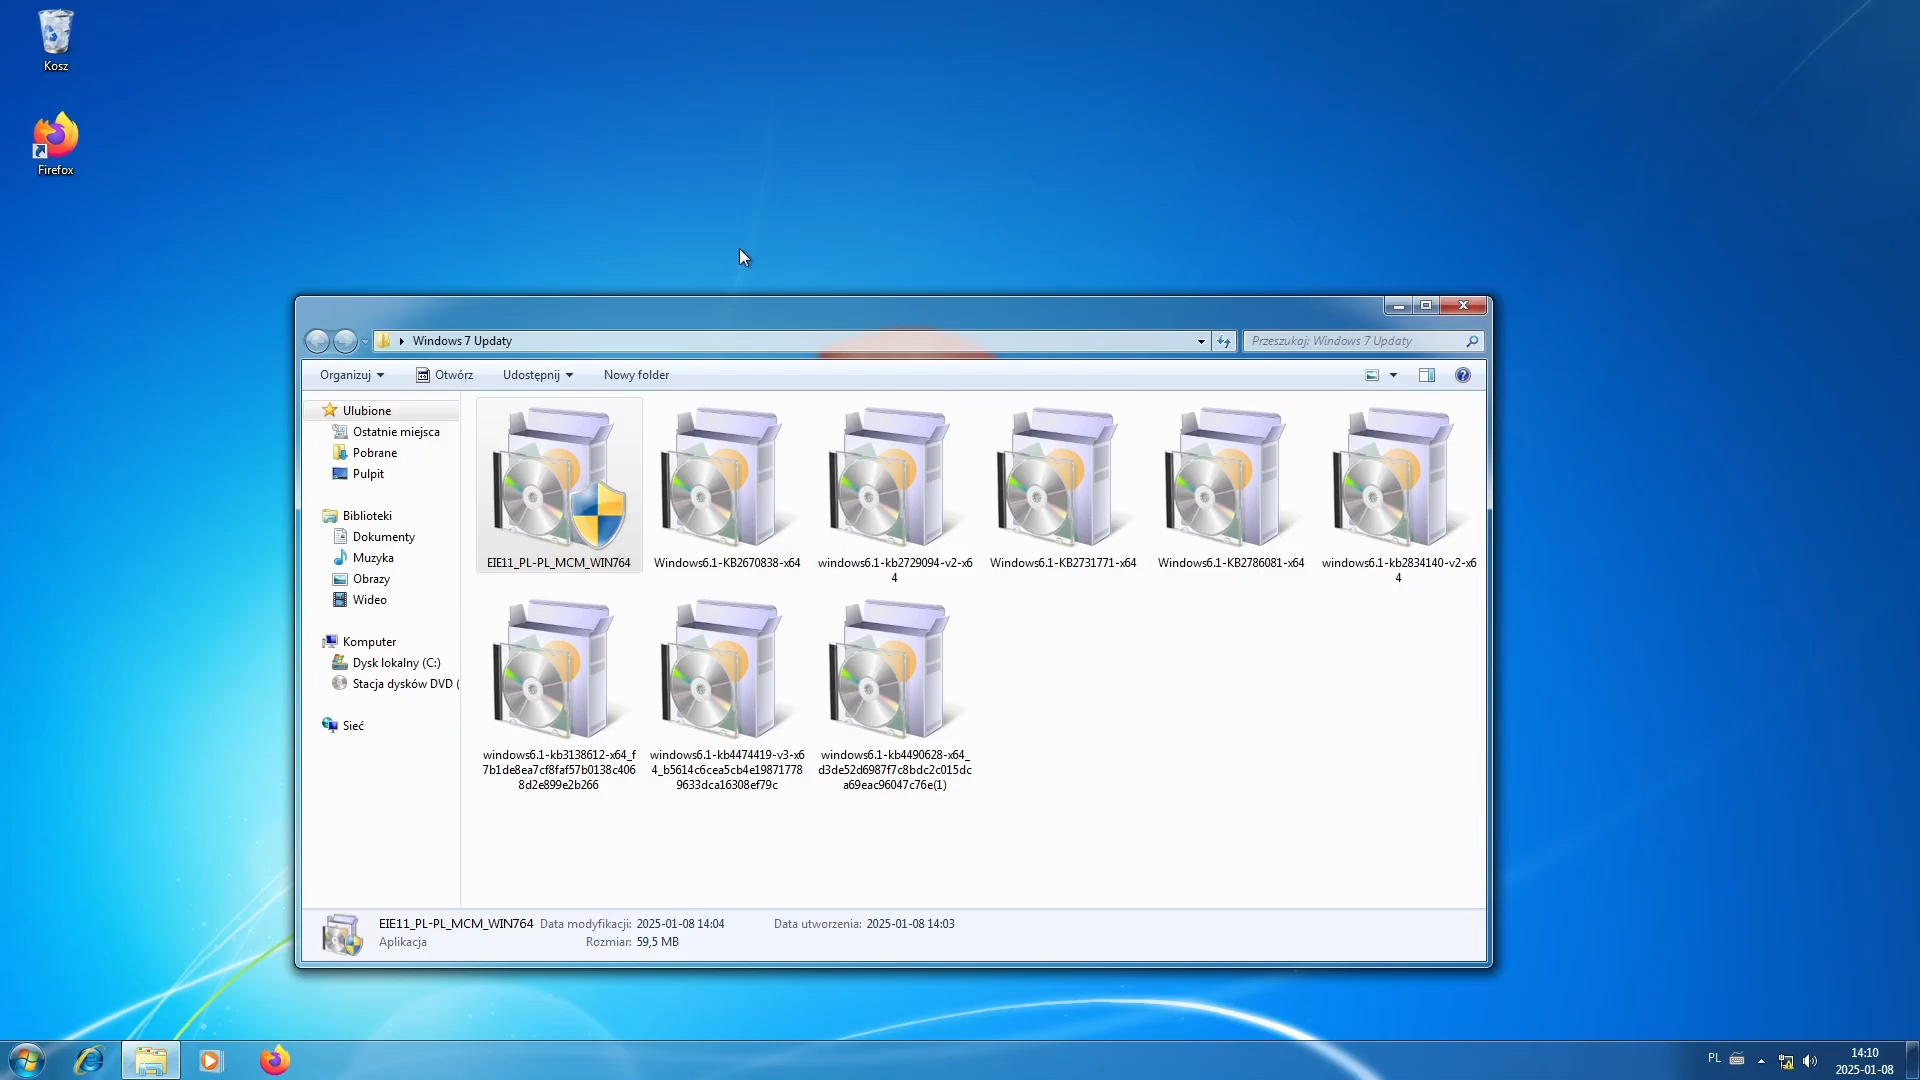 Kosz
Firefox
Windows 7 Updaty
Przeszukaj: Windows 7 Updaty
Organizuj
Otwórz
Udostępnij
Nowy folder
Ulubione
Ostatnie miejsca
Pobrane
Pulpit
Biblioteki
Dokumenty
Muzyka
Obrazy
Wideo
Komputer
Dysk lokalny (C:)
Stacja dysków DVD (
Sieć
EIE11_PL-PL_MCM_WIN764
Windows6.1-KB2670838-x64
windows6.1-kb2729094-v2-x6
4
Windows6.1-KB2731771-x64
Windows6.1-KB2786081-x64
windows6.1-kb2834140-v2-x6
4
windows6.1-kb3138612-x64_f
7b1de8ea7cf8faf57b0138c406
8d2e899e2b266
windows6.1-kb4474419-v3-x6
4_b5614c6cea5cb4e19871778
9633dca16308ef79c
windows6.1-kb4490628-x64_
d3de52d6987f7c8bdc2c015dc
a69eac96047c76e(1)
EIE11_PL-PL_MCM_WIN764 Data modyfikacji: 2025-01-08 14:04 Data utworzenia: 2025-01-08 14:03
Aplikacja Rozmiar: 59,5 MB
PL
14:10
2025-01-08